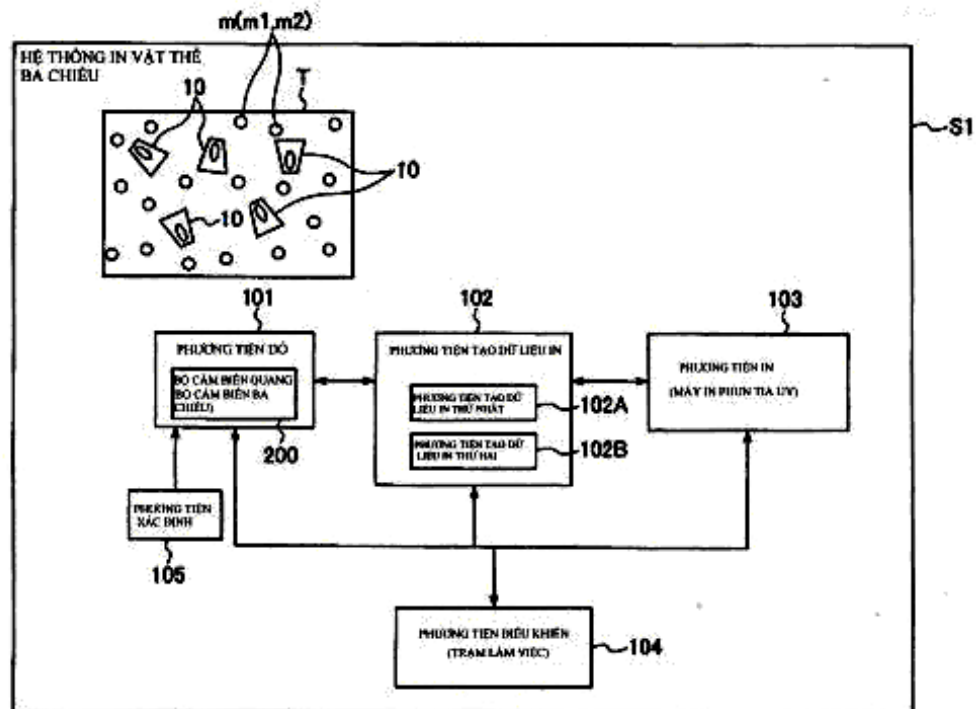 m(m1,m2)
HỆ THỐNG IN VẬT THỂ
BA CHIỀU
10
T
S1
10
10
101
102
103
PHƯƠNG TIỆN DÒ
BỘ CẢM BIẾN QUANG
BỘ CẢM BIẾN BA
CHIỀU)
200
PHƯƠNG TIỆN TẠO DỮ LIỆU IN
PHƯƠNG TIỆN TẠO DỮ
LIỆU IN THỨ NHẤT
102A
PHƯƠNG TIỆN TẠO DỮ
LIỆU IN THỨ HAI
102B
PHƯƠNG TIỆN IN
(MÁY IN PHUN TIA UV)
PHƯƠNG TIỆN
XÁC ĐỊNH
105
PHƯƠNG TIỆN ĐIỀU KHIỂN
(TRẠM LÀM VIỆC)
104